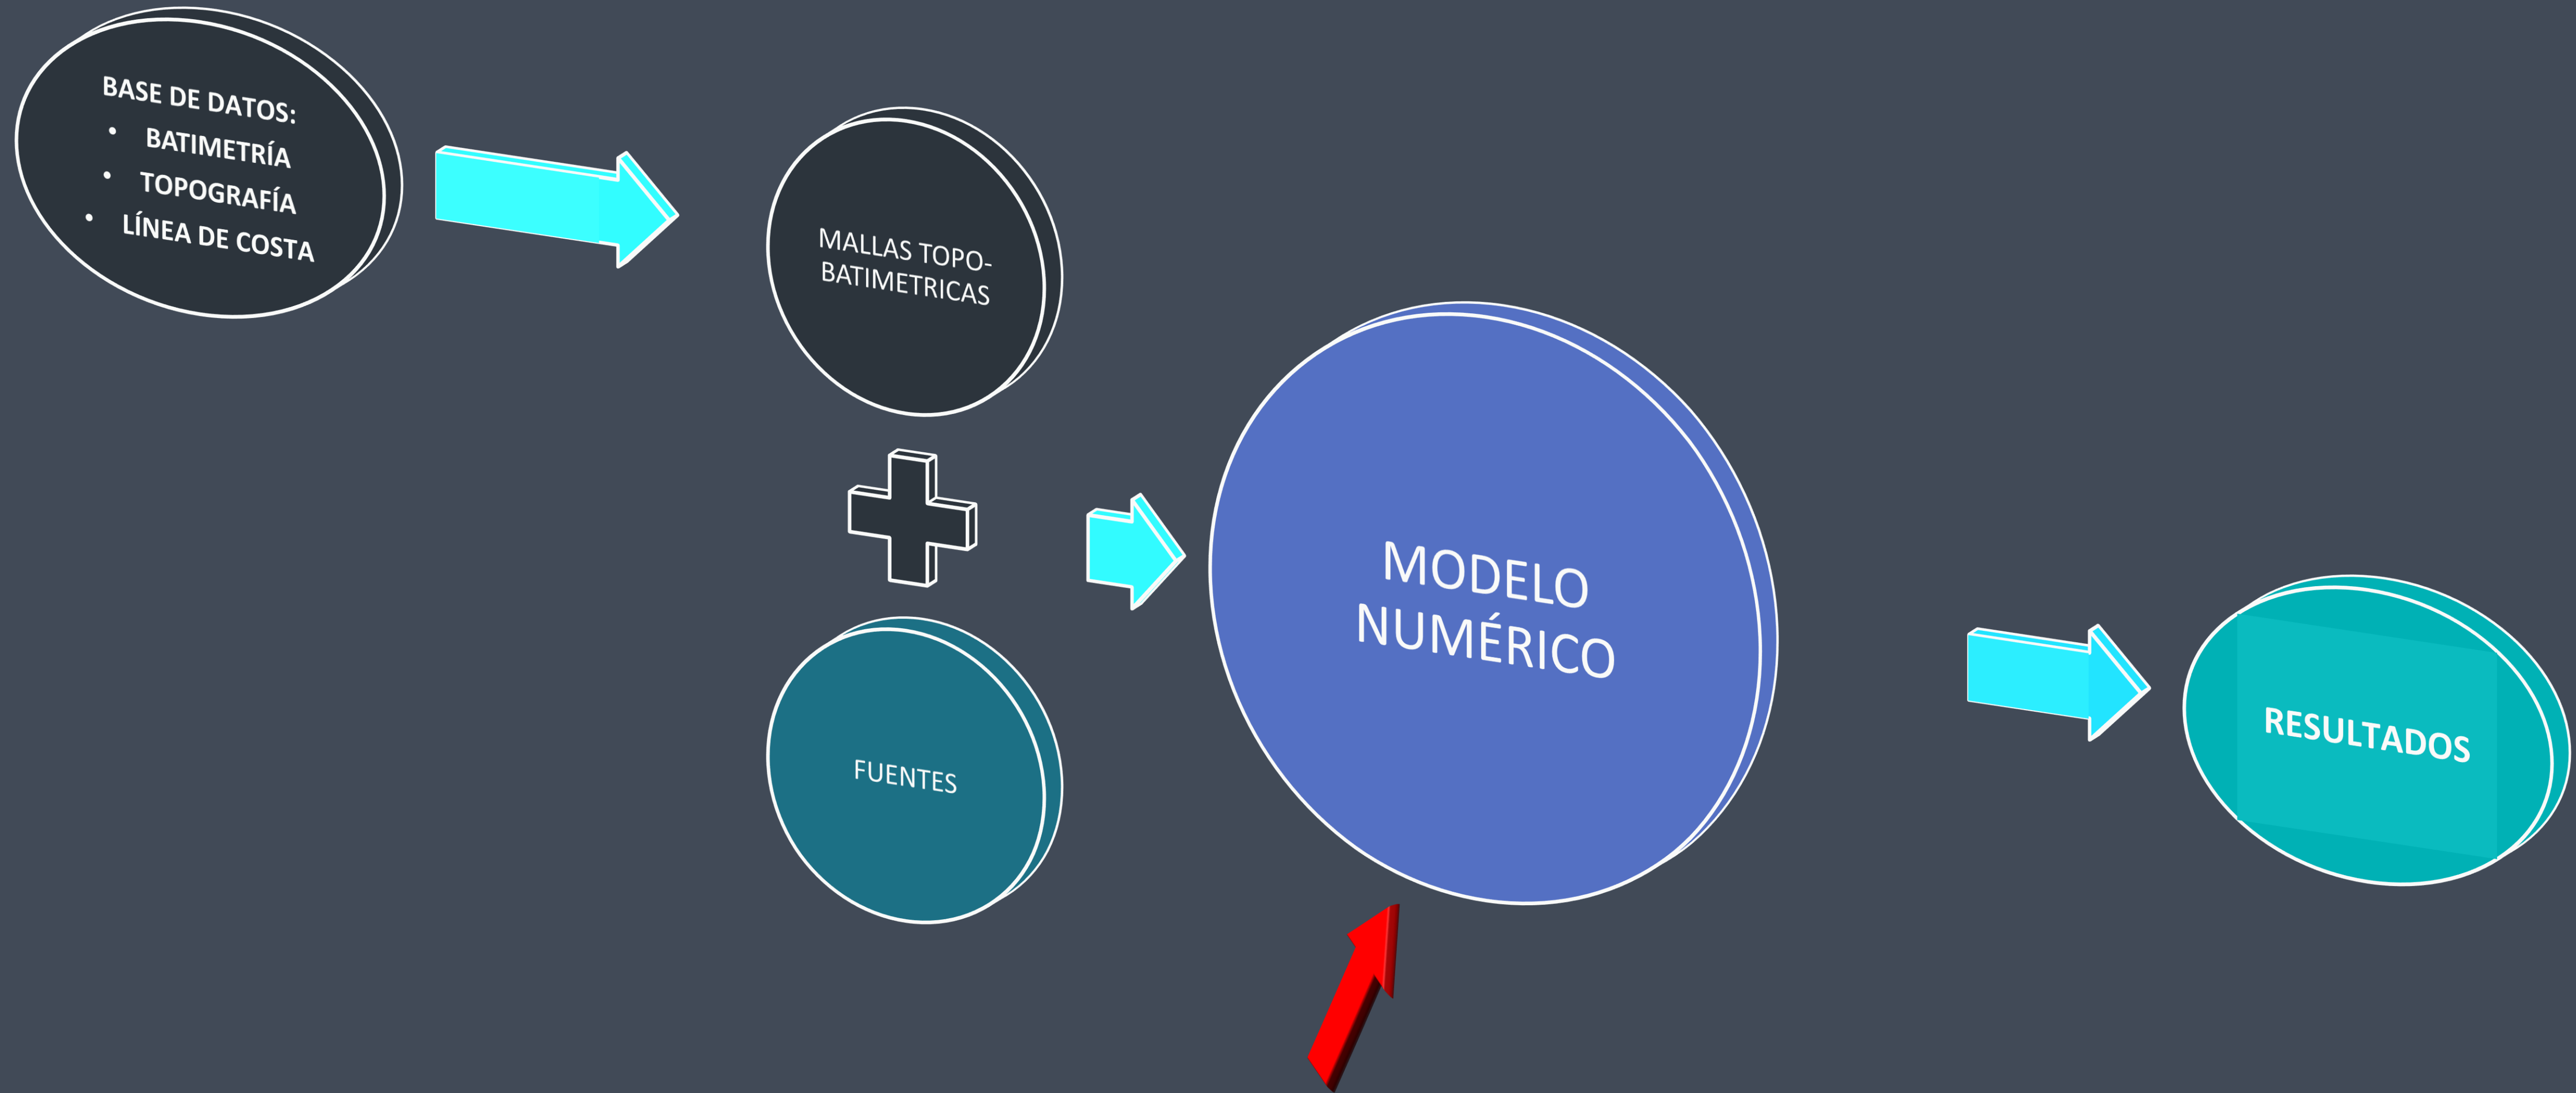 BASE DE DATOS:
• BATIMETRÍA
• TOPOGRAFÍA
• LÍNEA DE COSTA
MALLAS TOPO-
BATIMETRICAS
FUENTES
MODELO
NUMÉRICO
RESULTADOS